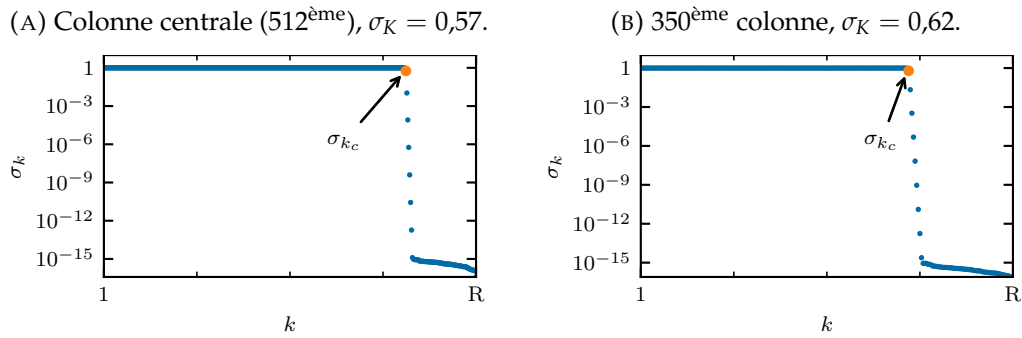 (A) Colonne centrale (512ème), σK = 0,57.
1
10−3
10−6
10−9
10−12
10−15
σk
σkc
1
R
k
(B) 350ème colonne, σK = 0,62.
1
10−3
10−6
10−9
10−12
10−15
σk
σkc
1
R
k